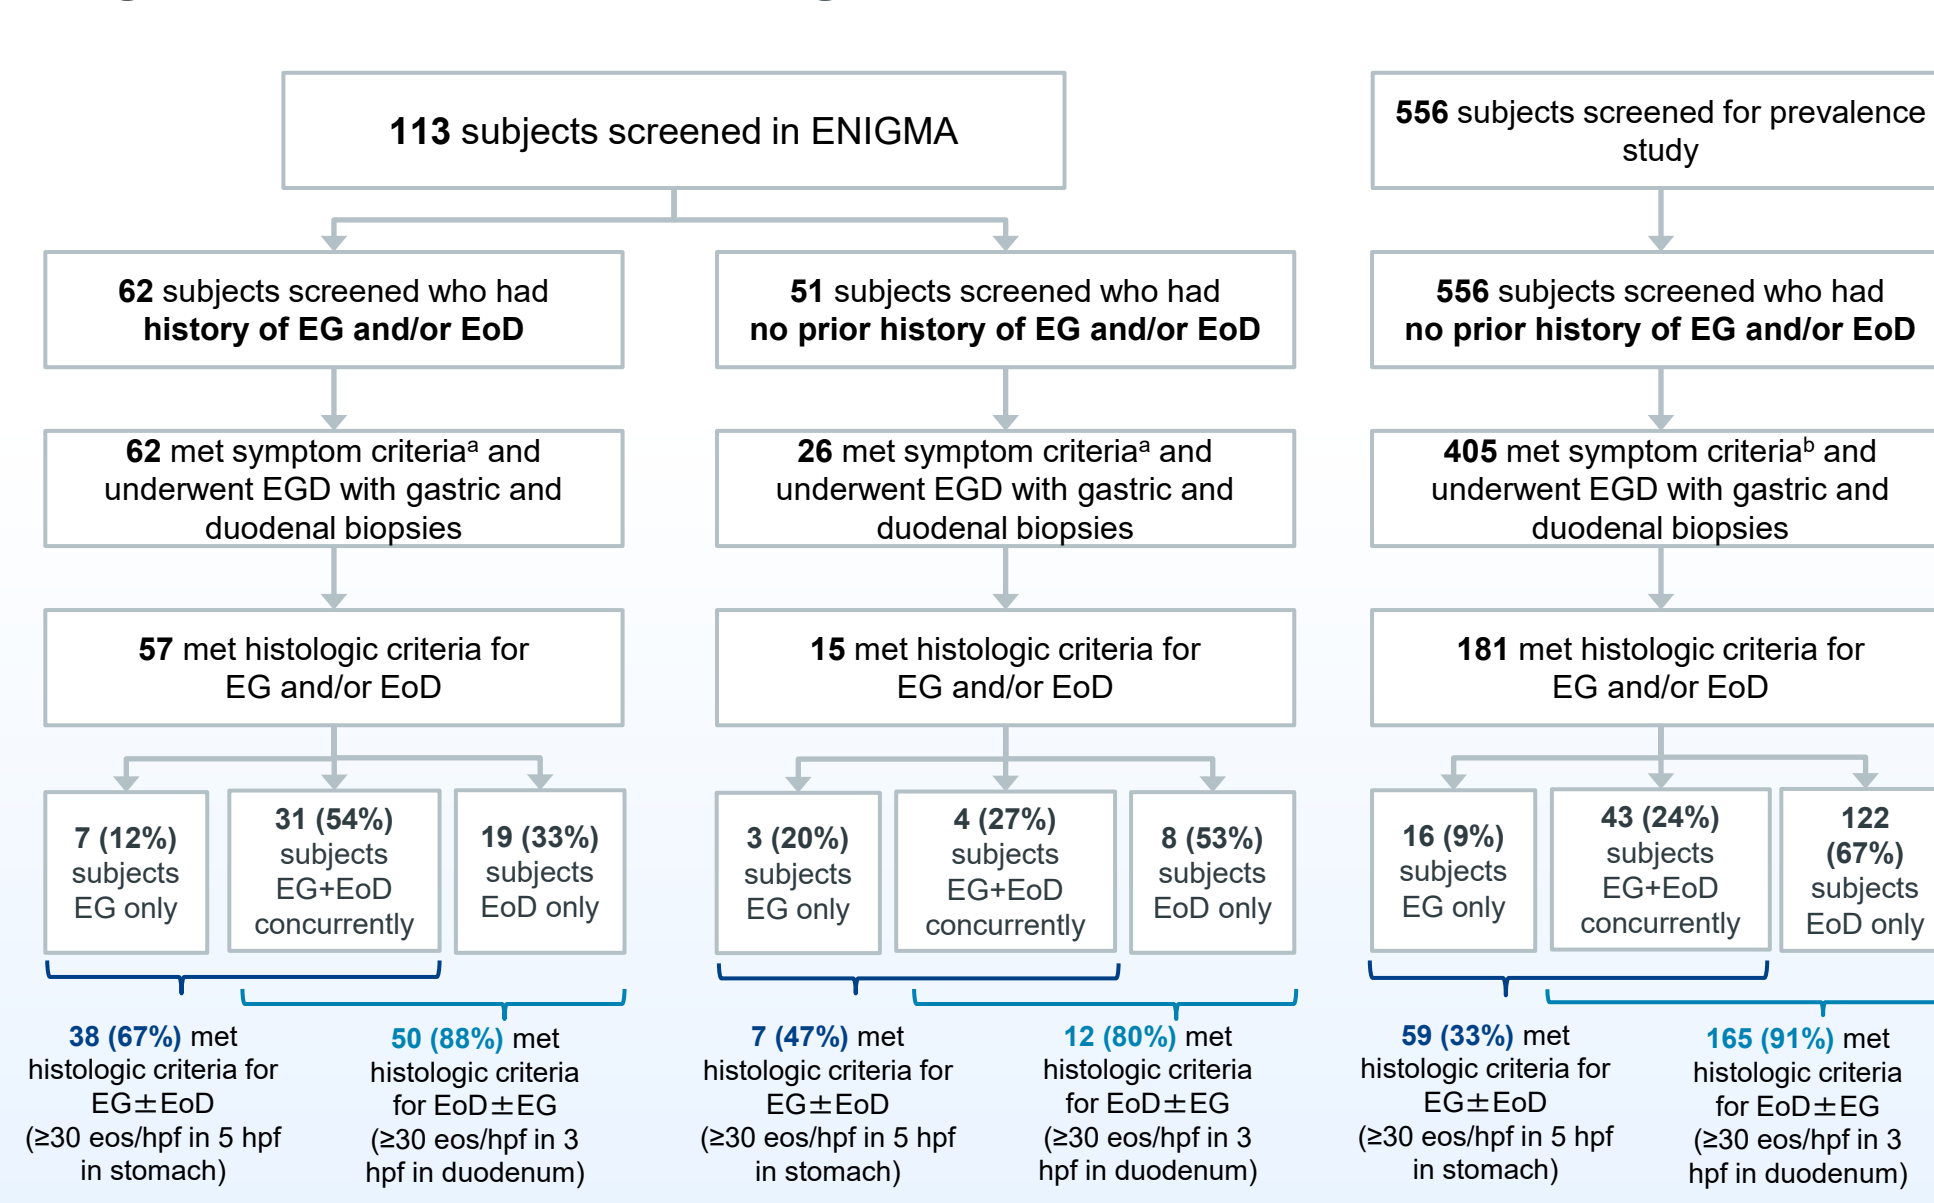 113 subjects screened in ENIGMA
556 subjects screened for prevalence
study
62 subjects screened who had
history of EG and/or EoD
51 subjects screened who had
no prior history of EG and/or EoD
556 subjects screened who had
no prior history of EG and/or EoD
62 met symptom criteriaᵃ and
underwent EGD with gastric and
duodenal biopsies
26 met symptom criteriaᵃ and
underwent EGD with gastric and
duodenal biopsies
405 met symptom criteriaᵇ and
underwent EGD with gastric and
duodenal biopsies
57 met histologic criteria for
EG and/or EoD
15 met histologic criteria for
EG and/or EoD
181 met histologic criteria for
EG and/or EoD
7 (12%)
subjects
EG only
31 (54%)
subjects
EG+EoD
concurrently
19 (33%)
subjects
EoD only
3 (20%)
subjects
EG only
4 (27%)
subjects
EG+EoD
concurrently
8 (53%)
subjects
EoD only
16 (9%)
subjects
EG only
43 (24%)
subjects
EG+EoD
concurrently
122
(67%)
subjects
EoD only
38 (67%) met
histologic criteria for
EG±EoD
(≥30 eos/hpf in 5 hpf
in stomach)
50 (88%) met
histologic criteria
for EoD±EG
(≥30 eos/hpf in 3
hpf in duodenum)
7 (47%) met
histologic criteria for
EG±EoD
(≥30 eos/hpf in 5 hpf
in stomach)
12 (80%) met
histologic criteria
for EoD±EG
(≥30 eos/hpf in 3
hpf in duodenum)
59 (33%) met
histologic criteria for
EG±EoD
(≥30 eos/hpf in 5 hpf
in stomach)
165 (91%) met
histologic criteria
for EoD±EG
(≥30 eos/hpf in 3
hpf in duodenum)